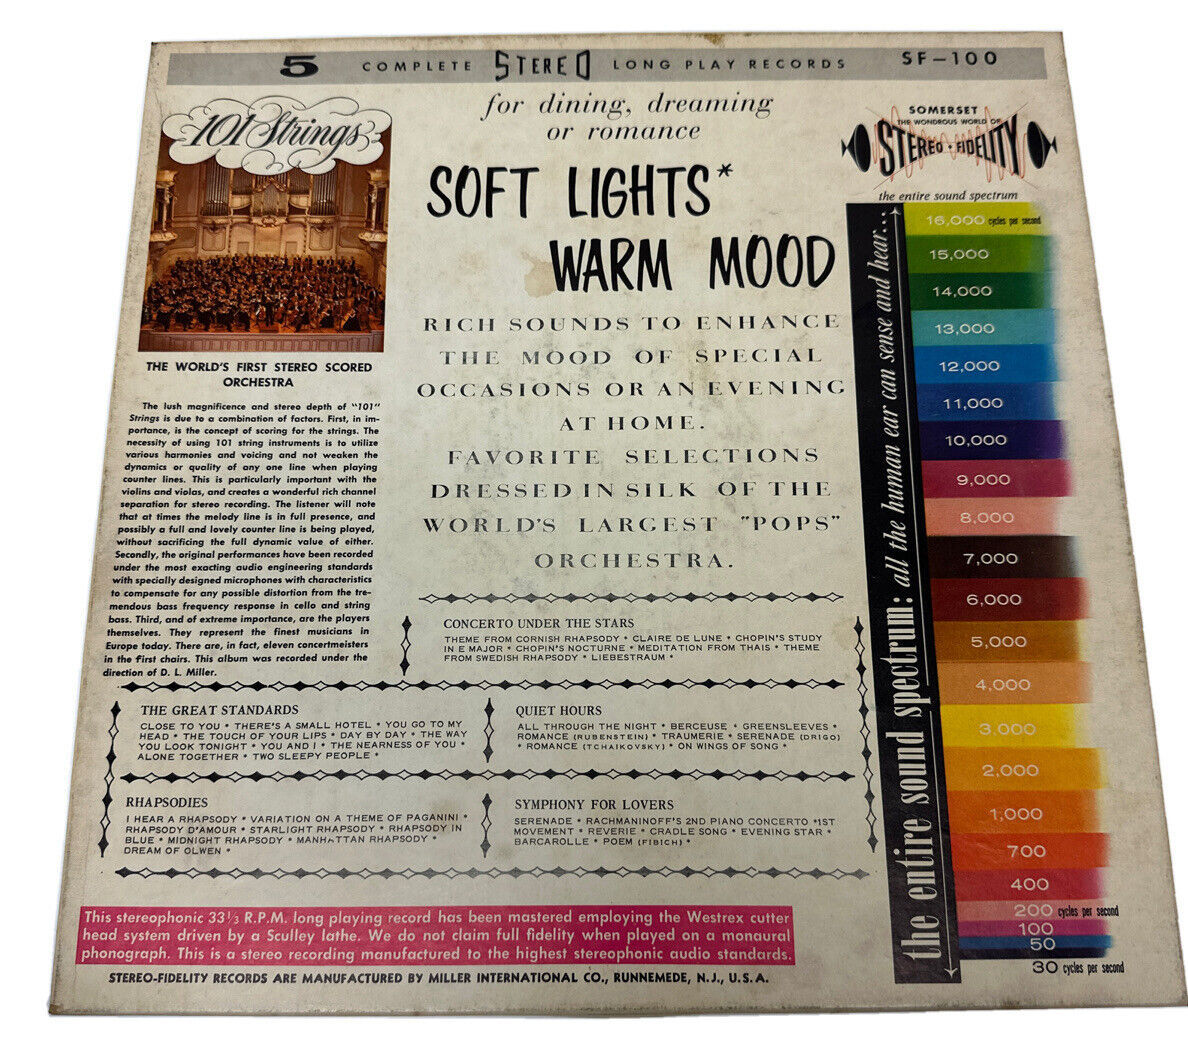 5 COMPLETE STEREO LONG PLAY RECORDS SF-100
101 Strings
THE WORLD'S FIRST STEREO SCORED
ORCHESTRA
The lush magnificence and stereo depth of "101"
Strings is due to a combination of factors. First, in im-
portance, is the concept of scoring for the strings. The
necessity of using 101 string instruments is to utilize
various harmonies and voicing and not weaken the
dynamics or quality of any one line when playing
counter lines. This is particularly important with the
violins and violas, and creates a wonderful rich channel
separation for stereo recording. The listener will note
that at times the melody line is in full presence, and
possibly a full and lovely counter line is being played,
without sacrificing the full dynamic value of either.
Secondly, the original performances have been recorded
under the most exacting audio engineering standards
with specially designed microphones with characteristics
to compensate for any possible distortion from the tre-
mendous bass frequency response in cello and string
bass. Third, and of extreme importance, are the players
themselves. They represent the finest musicians in
Europe today. There are, in fact, eleven concertmeisters
in the first chairs. This album was recorded under the
direction of D. L. Miller.
for dining, dreaming
or romance
SOFT LIGHTS*
WARM MOOD
RICH SOUNDS TO ENHANCE
THE MOOD OF SPECIAL
OCCASIONS OR AN EVENING
AT HOME.
FAVORITE SELECTIONS
DRESSED IN SILK OF THE
WORLD'S LARGEST "POPS"
ORCHESTRA.
CONCERTO UNDER THE STARS
THEME FROM CORNISH RHAPSODY * CLAIRE DE LUNE * CHOPIN'S STUDY
IN E MAJOR * CHOPIN'S NOCTURNE * MEDITATION FROM THAIS * THEME
FROM SWEDISH RHAPSODY * LIEBESTRAUM *
THE GREAT STANDARDS
CLOSE TO YOU * THERE'S A SMALL HOTEL * YOU GO TO MY
HEAD * THE TOUCH OF YOUR LIPS * DAY BY DAY * THE WAY
YOU LOOK TONIGHT * YOU AND I * THE NEARNESS OF YOU *
ALONE TOGETHER * TWO SLEEPY PEOPLE *
QUIET HOURS
ALL THROUGH THE NIGHT * BERCEUSE * GREENSLEEVES *
ROMANCE (RUBENSTEIN) * TRAUMERIE * SERENADE (DRIGO)
* ROMANCE (TCHAIKOVSKY) * ON WINGS OF SONG *
RHAPSODIES
I HEAR A RHAPSODY * VARIATION ON A THEME OF PAGANINI *
RHAPSODY D'AMOUR * STARLIGHT RHAPSODY * RHAPSODY IN
BLUE * MIDNIGHT RHAPSODY * MANHATTAN RHAPSODY *
DREAM OF OLWEN *
SYMPHONY FOR LOVERS
SERENADE * RACHMANINOFF'S 2ND PIANO CONCERTO *1ST
MOVEMENT * REVERIE * CRADLE SONG * EVENING STAR *
BARCAROLLE * POEM (FIBICH) *
This stereophonic 33 1/3 R.P.M. long playing record has been mastered employing the Westrex cutter
head system driven by a Sculley lathe. We do not claim full fidelity when played on a monaural
phonograph. This is a stereo recording manufactured to the highest stereophonic audio standards.
STEREO-FIDELITY RECORDS ARE MANUFACTURED BY MILLER INTERNATIONAL CO., RUNNEMEDE, N.J., U.S.A.
SOMERSET
THE WONDROUS WORLD OF
STEREO • FIDELITY
the entire sound spectrum
the entire sound spectrum: all the human ear can sense and hear...
16,000 cycles per second
15,000
14,000
13,000
12,000
11,000
10,000
9,000
8,000
7,000
6,000
5,000
4,000
3,000
2,000
1,000
700
400
200 cycles per second
100
50
30 cycles per second